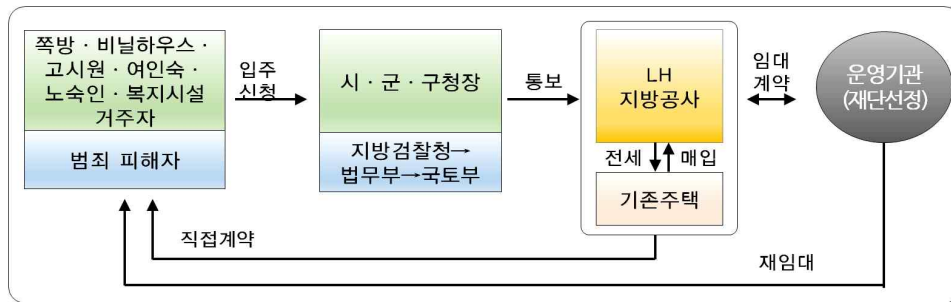 쪽방 · 비닐하우스 ·
고시원 · 여인숙 ·
노숙인 · 복지시설
거주자
범죄 피해자
입주
신청
시 · 군 · 구청장
지방검찰청→
법무부→국토부
통보
LH
지방공사
전세
매입
기존주택
임대
계약
운영기관
(재단선정)
직접계약
재임대